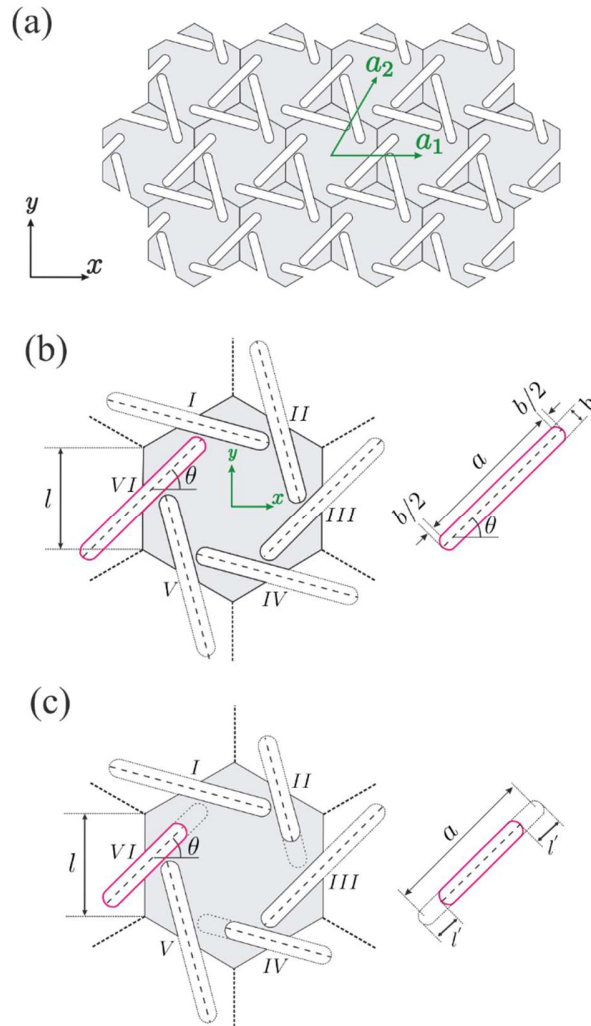 (a)
a₂
a₁
y
x
(b)
I
II
y
x
l
VI
θ
III
V
IV
b/2
b
a
b/2
θ
(c)
I
II
l
VI
θ
III
V
IV
a
l′
l′